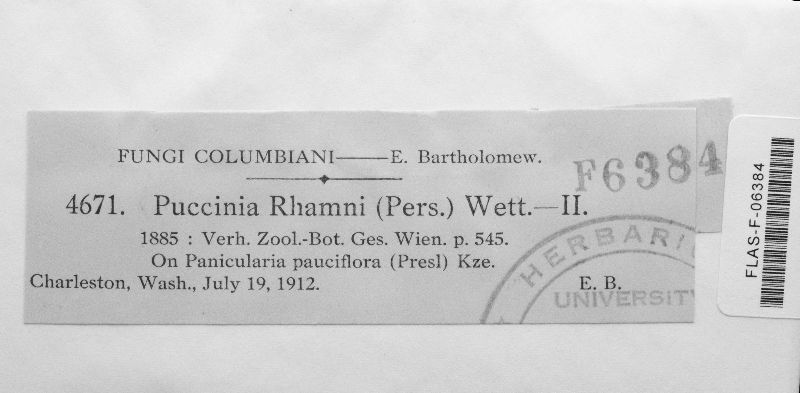 FUNGI COLUMBIANI——E. Bartholomew.
F6384
4671. Puccinia Rhamni (Pers.) Wett.—II.
1885 : Verh. Zool.-Bot. Ges. Wien. p. 545.
On Panicularia pauciflora (Presl) Kze.
Charleston, Wash., July 19, 1912.
E. B.
UNIVERSITY
FLAS-F-06384